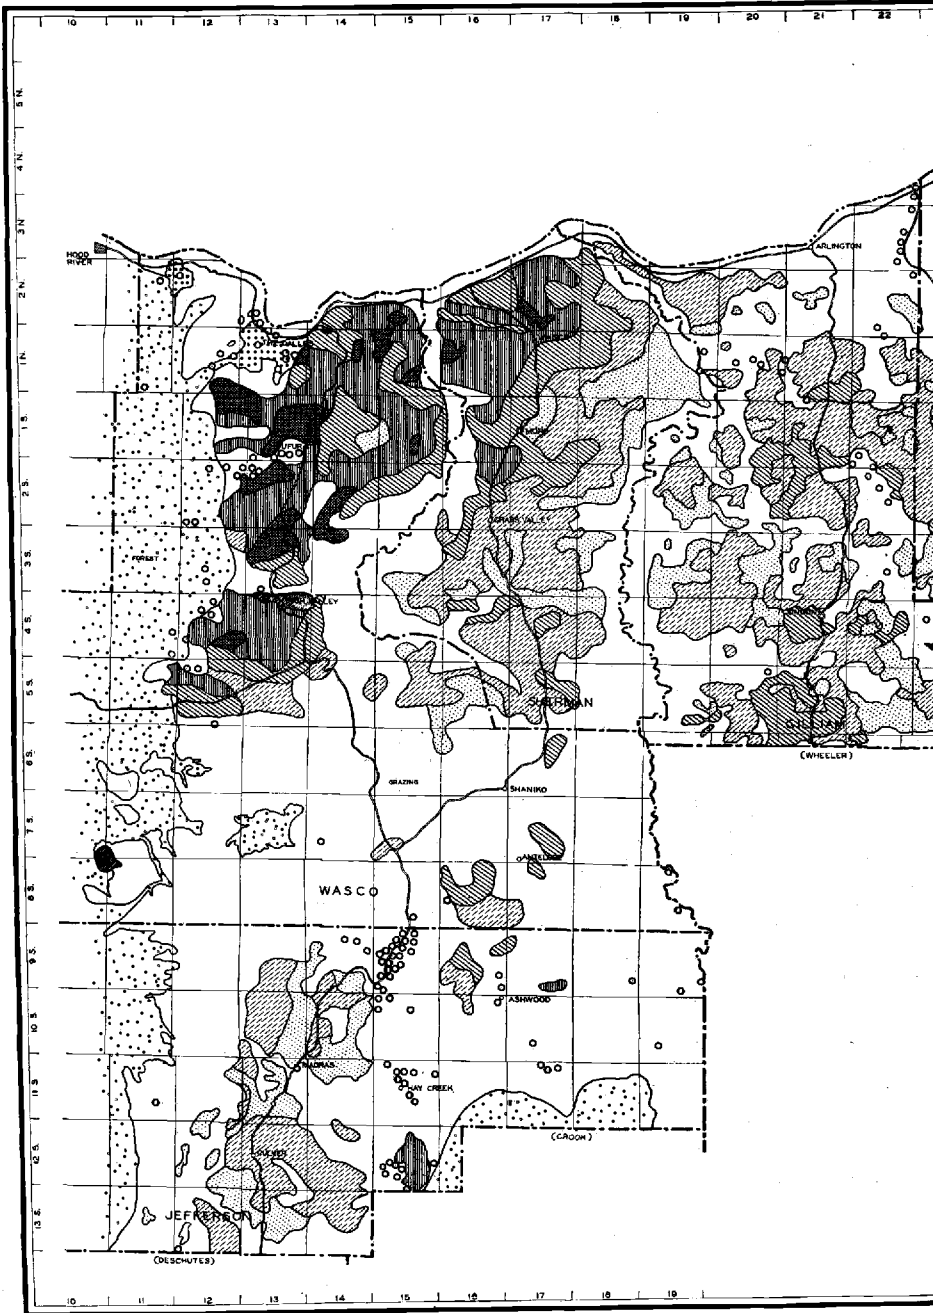 10 11 12 13 14 15 16 17 18 19 20 21 22
5 N.
4 N.
3 N.
2 N.
1 N.
1 S.
2 S.
3 S.
4 S.
5 S.
6 S.
7 S.
8 S.
9 S.
10 S.
11 S.
12 S.
13 S.
HOOD
RIVER
ARLINGTON
DUFUR
MORO
GRASS VALLEY
FOREST
SHERMAN
GILLIAM
(WHEELER)
GRAZING
SHANIKO
ANTELOPE
WASCO
ASHWOOD
MADRAS
HAY CREEK
(CROOK)
CULVER
JEFFERSON
(DESCHUTES)
10 11 12 13 14 15 16 17 18 19